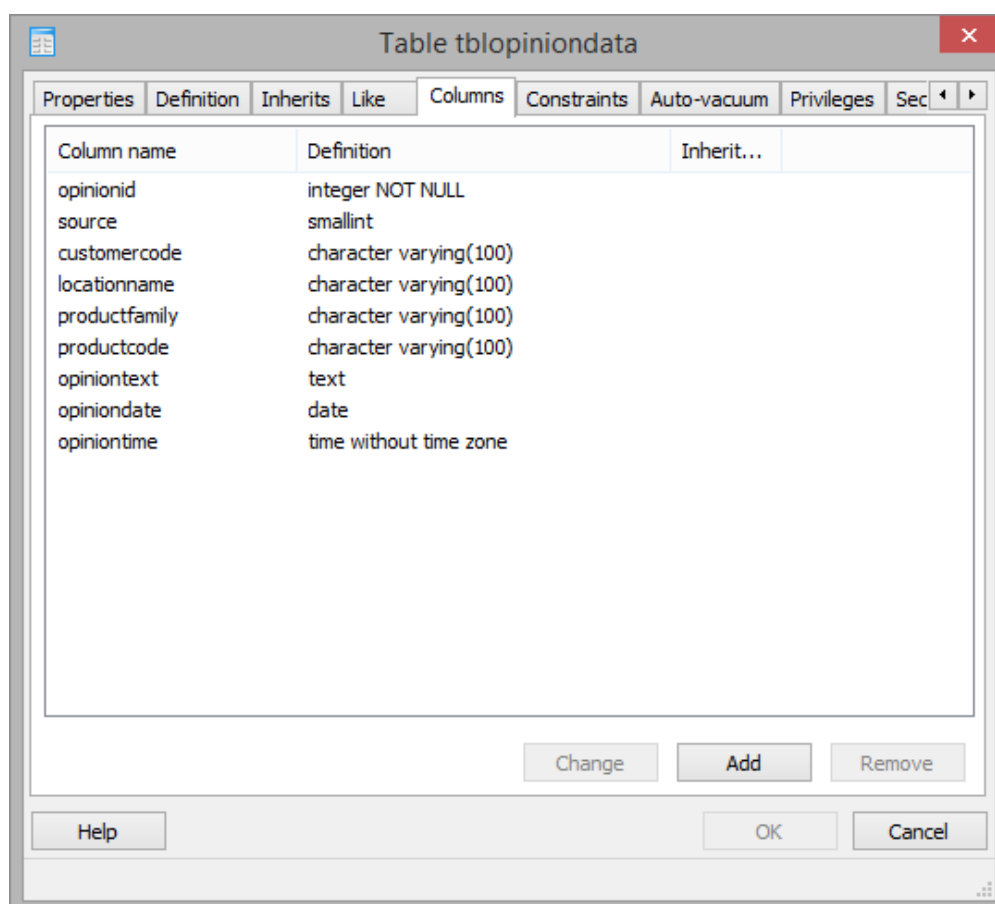 Table tblopiniondata
Properties Definition Inherits Like Columns Constraints Auto-vacuum Privileges Sec
Column name Definition Inherit...
opinionid integer NOT NULL
source smallint
customercode character varying(100)
locationname character varying(100)
productfamily character varying(100)
productcode character varying(100)
opiniontext text
opiniondate date
opiniontime time without time zone
Change Add Remove
Help OK Cancel